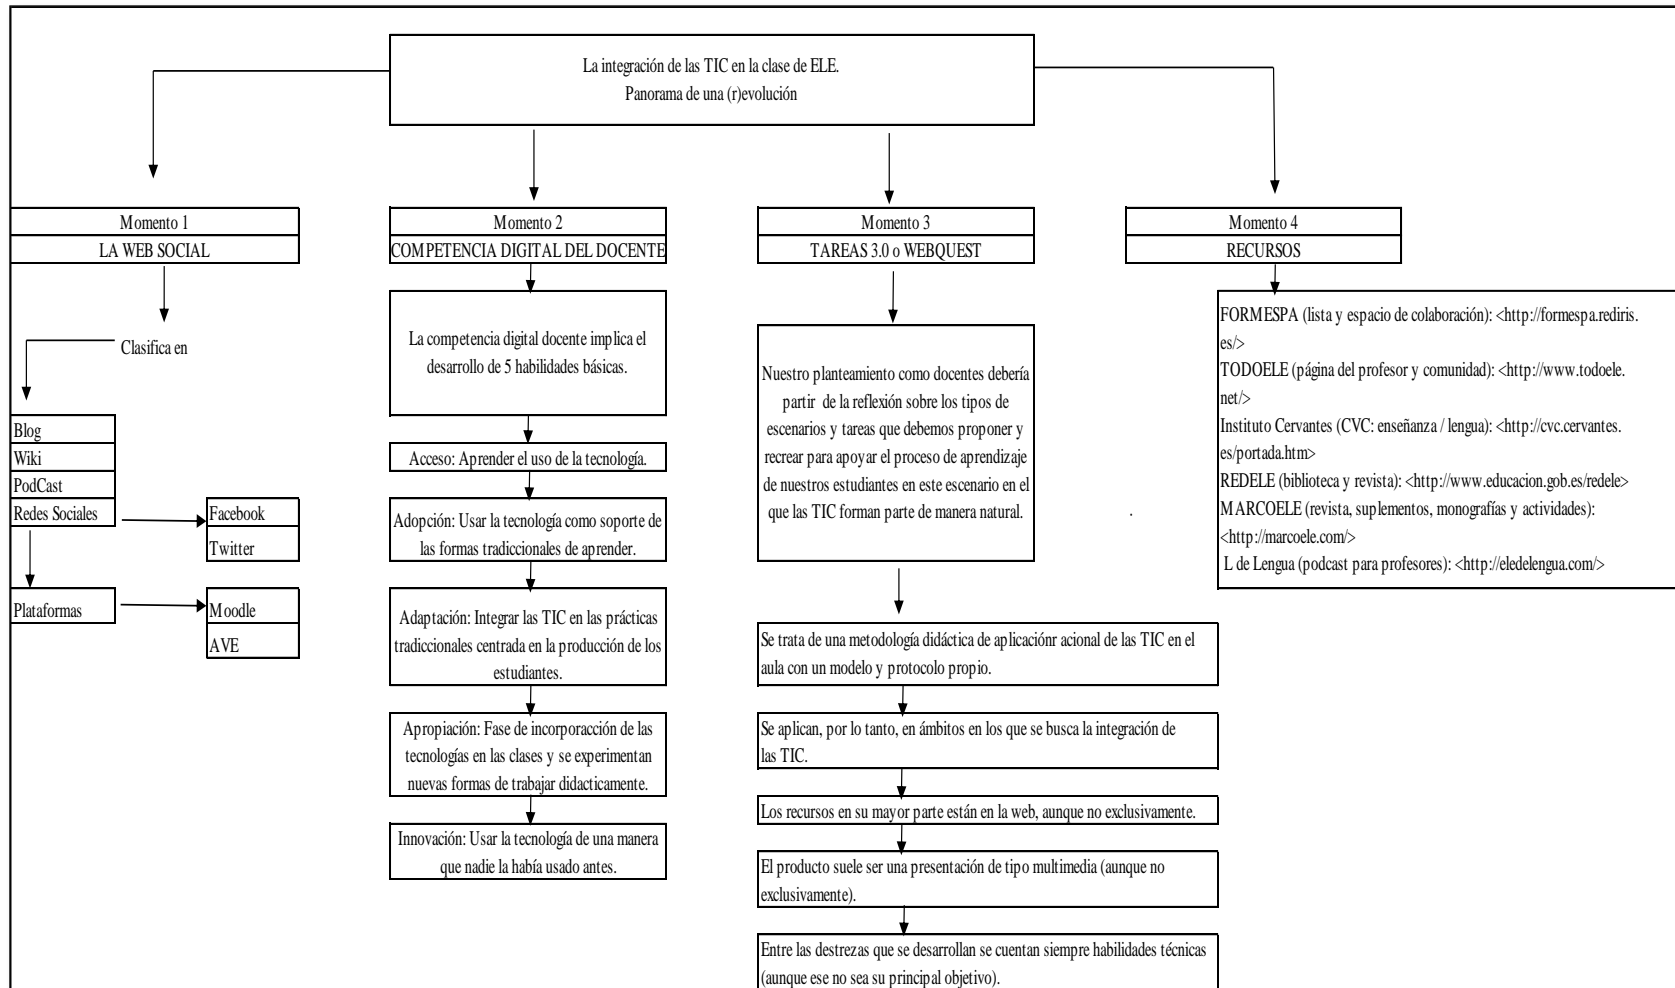 La integración de las TIC en la clase de ELE.
Panorama de una (r)evolución
Momento 1
LA WEB SOCIAL
Clasifica en
Blog
Wiki
PodCast
Redes Sociales
Facebook
Twitter
Plataformas
Moodle
AVE
Momento 2
COMPETENCIA DIGITAL DEL DOCENTE
La competencia digital docente implica el
desarrollo de 5 habilidades básicas.
Acceso: Aprender el uso de la tecnología.
Adopción: Usar la tecnología como soporte de
las formas tradiccionales de aprender.
Adaptación: Integrar las TIC en las prácticas
tradiccionales centrada en la producción de los
estudiantes.
Apropiación: Fase de incorporacción de las
tecnologías en las clases y se experimentan
nuevas formas de trabajar didacticamente.
Innovación: Usar la tecnología de una manera
que nadie la había usado antes.
Momento 3
TAREAS 3.0 o WEBQUEST
Nuestro planteamiento como docentes debería
partir de la reflexión sobre los tipos de
escenarios y tareas que debemos proponer y
recrear para apoyar el proceso de aprendizaje
de nuestros estudiantes en este escenario en el
que las TIC forman parte de manera natural.
Se trata de una metodología didáctica de aplicaciónr acional de las TIC en el
aula con un modelo y protocolo propio.
Se aplican, por lo tanto, en ámbitos en los que se busca la integración de
las TIC.
Los recursos en su mayor parte están en la web, aunque no exclusivamente.
El producto suele ser una presentación de tipo multimedia (aunque no
exclusivamente).
Entre las destrezas que se desarrollan se cuentan siempre habilidades técnicas
(aunque ese no sea su principal objetivo).
.
Momento 4
RECURSOS
FORMESPA (lista y espacio de colaboración): <http://formespa.rediris.
es/>
TODOELE (página del profesor y comunidad): <http://www.todoele.
net/>
Instituto Cervantes (CVC: enseñanza / lengua): <http://cvc.cervantes.
es/portada.htm>
REDELE (biblioteca y revista): <http://www.educacion.gob.es/redele>
MARCOELE (revista, suplementos, monografías y actividades):
<http://marcoele.com/>
L de Lengua (podcast para profesores): <http://eledelengua.com/>